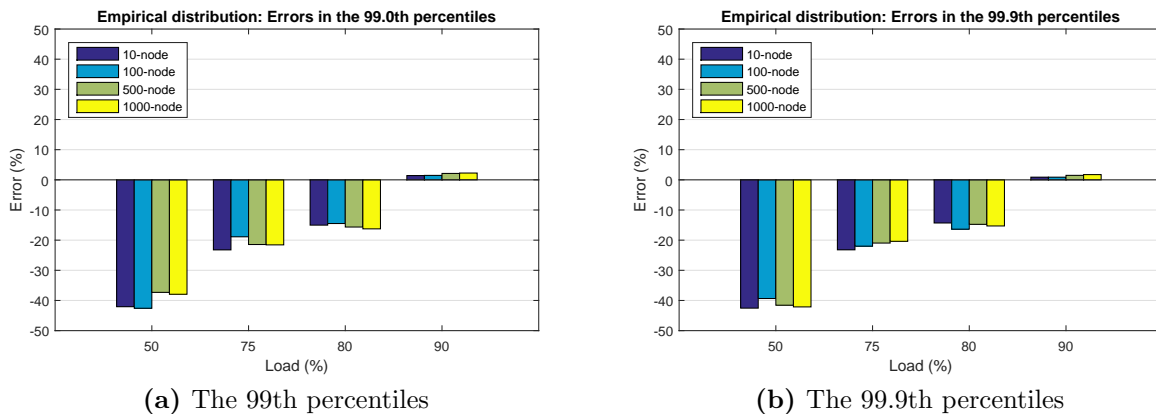 Empirical distribution: Errors in the 99.0th percentiles
50
40
30
20
10
0
-10
-20
-30
-40
-50
Error (%)
10-node
100-node
500-node
1000-node
50 75 80 90
Load (%)
(a) The 99th percentiles
Empirical distribution: Errors in the 99.9th percentiles
50
40
30
20
10
0
-10
-20
-30
-40
-50
Error (%)
10-node
100-node
500-node
1000-node
50 75 80 90
Load (%)
(b) The 99.9th percentiles